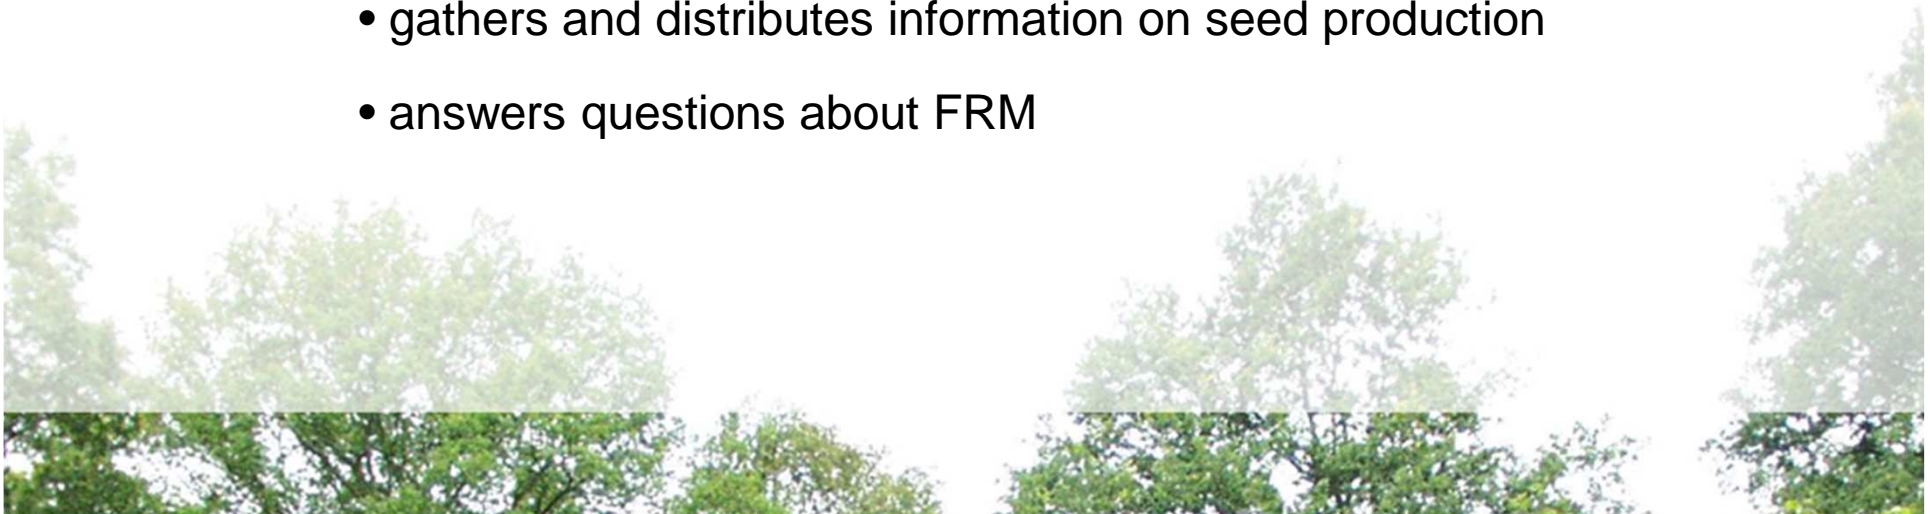 • gathers and distributes information on seed production
• answers questions about FRM